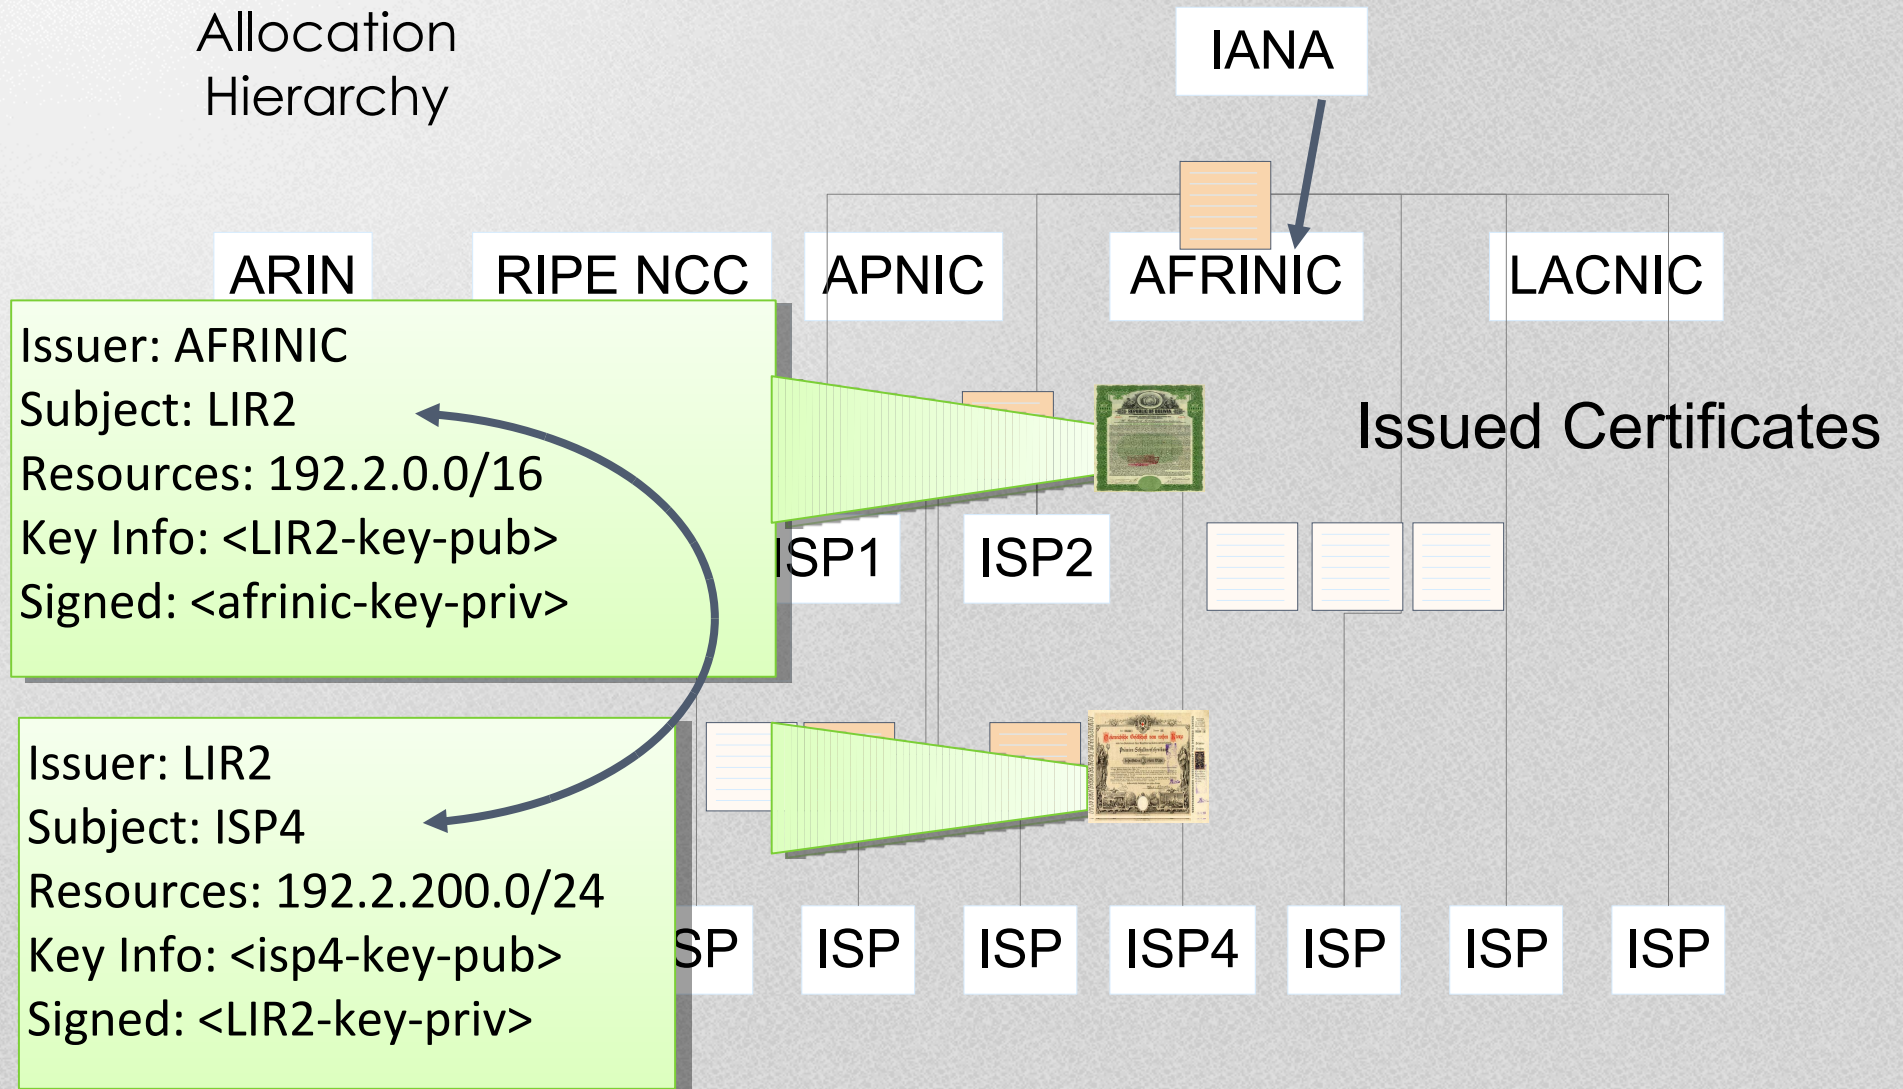 Allocation
Hierarchy
IANA
ARIN
RIPE NCC
APNIC
AFRINIC
LACNIC
Issuer: AFRINIC
Subject: LIR2
Resources: 192.2.0.0/16
Key Info: <LIR2-key-pub>
Signed: <afrinic-key-priv>
REPUBLIC OF BOLIVIA
Issued Certificates
ISP1
ISP2
Issuer: LIR2
Subject: ISP4
Resources: 192.2.200.0/24
Key Info: <isp4-key-pub>
Signed: <LIR2-key-priv>
SP
ISP
ISP
ISP4
ISP
ISP
ISP